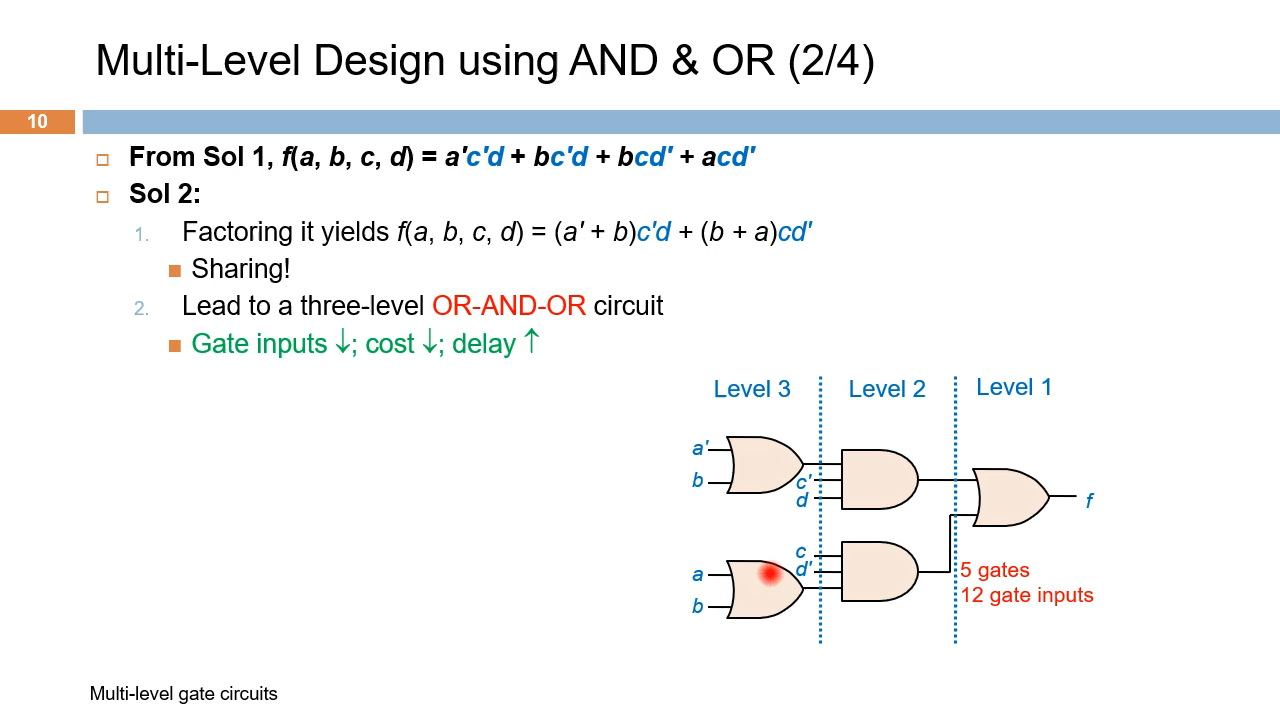 Multi-Level Design using AND & OR (2/4)
10
From Sol 1, f(a, b, c, d) = a′c′d + bc′d + bcd′ + acd′
Sol 2:
1. Factoring it yields f(a, b, c, d) = (a′ + b)c′d + (b + a)cd′
Sharing!
2. Lead to a three-level OR-AND-OR circuit
Gate inputs ↓; cost ↓; delay ↑
Level 3 Level 2 Level 1
a′
b
c′
d
f
c
d′
a
b
5 gates
12 gate inputs
Multi-level gate circuits